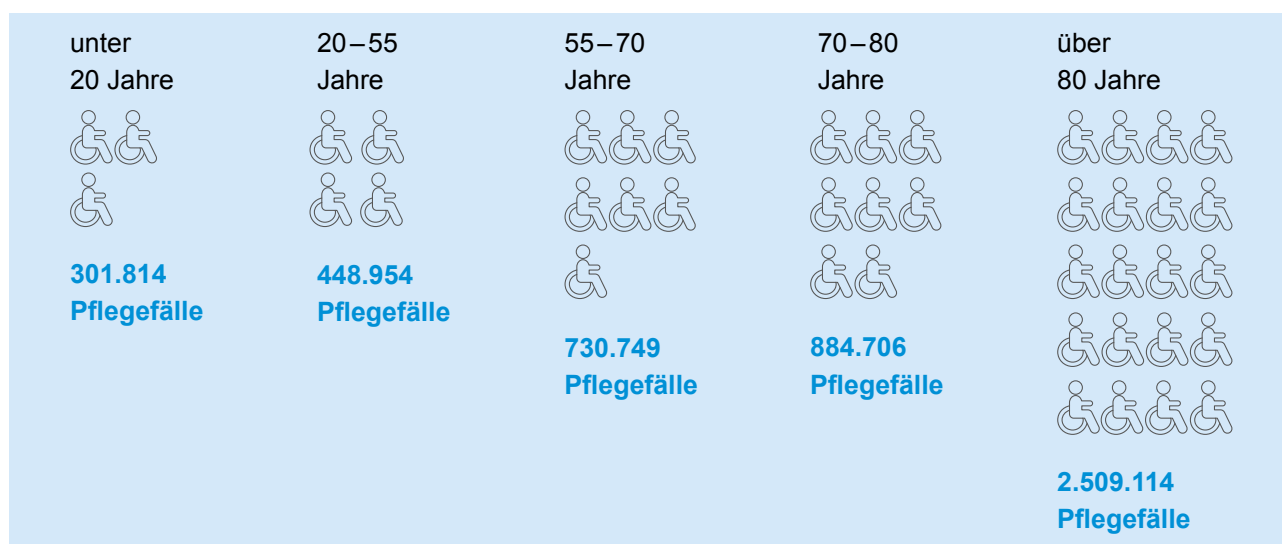 unter
20 Jahre
301.814
Pflegefälle
20–55
Jahre
448.954
Pflegefälle
55–70
Jahre
730.749
Pflegefälle
70–80
Jahre
884.706
Pflegefälle
über
80 Jahre
2.509.114
Pflegefälle